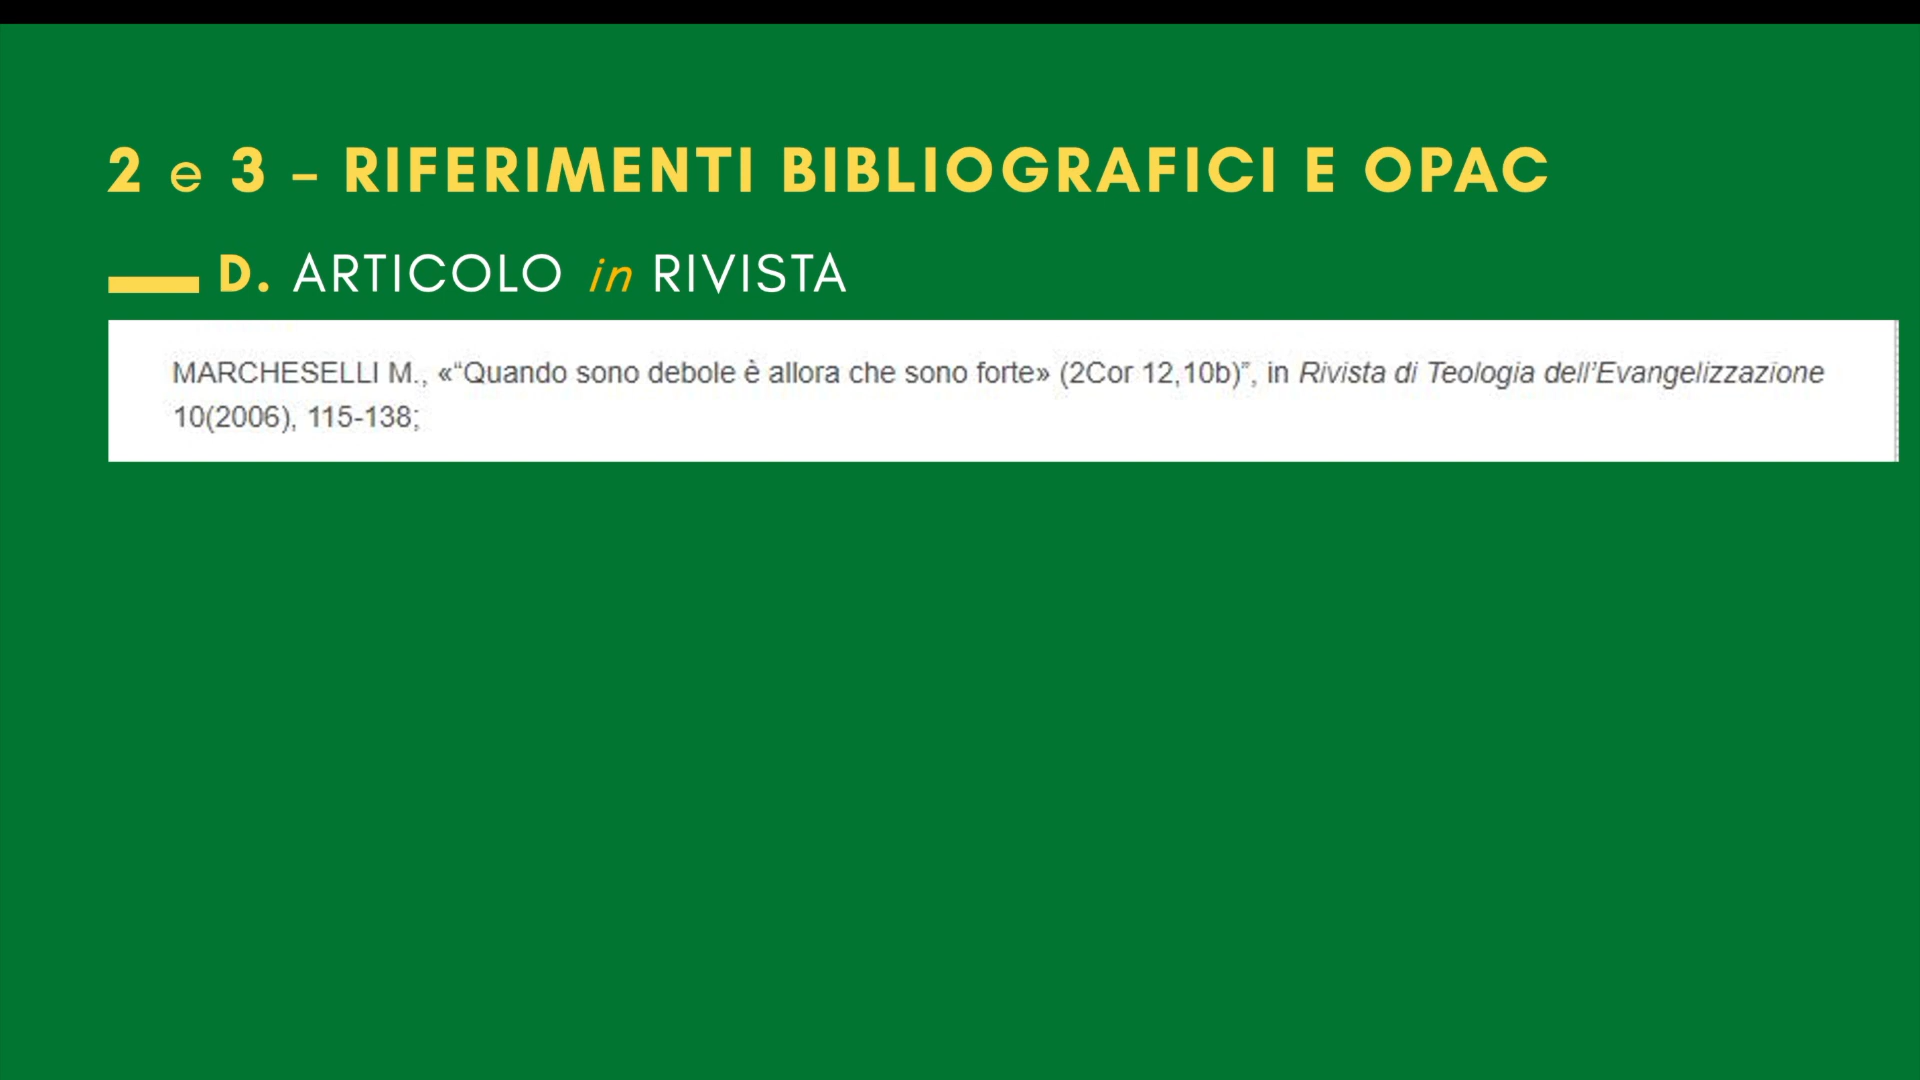 2 e 3 – RIFERIMENTI BIBLIOGRAFICI E OPAC
D. ARTICOLO in RIVISTA
MARCHESELLI M., «“Quando sono debole è allora che sono forte» (2Cor 12,10b)”, in Rivista di Teologia dell’Evangelizzazione
10(2006), 115-138;